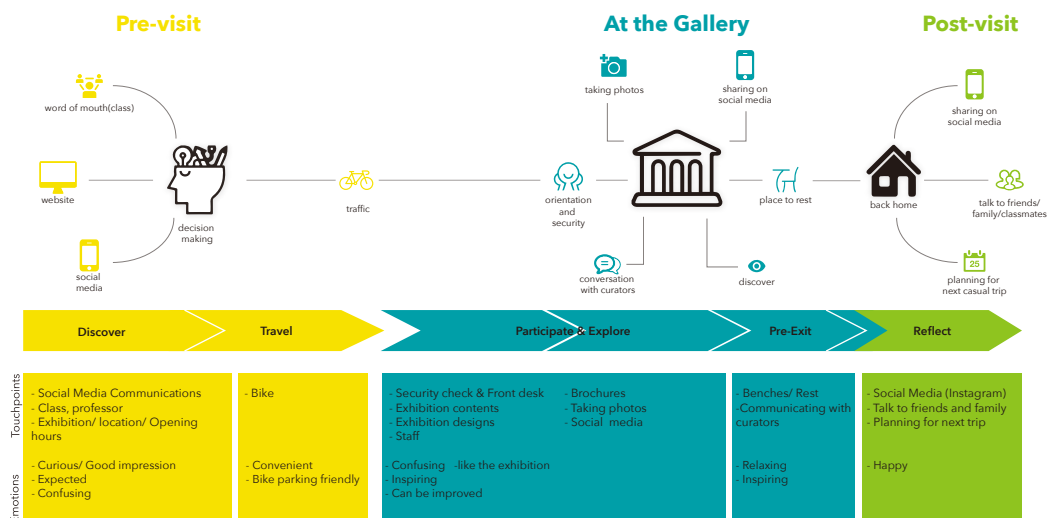 Pre-visit
At the Gallery
Post-visit
word of mouth(class)
website
social
media
decision
making
traffic
taking photos
sharing on
social media
orientation
and
security
place to rest
conversation
with curators
discover
sharing on
social media
back home
talk to friends/
family/classmates
25
planning for
next casual trip
Discover
Travel
Participate & Explore
Pre-Exit
Reflect
Touchpoints
- Social Media Communications
- Class, professor
- Exhibition/ location/ Opening
hours
- Bike
- Security check & Front desk
- Exhibition contents
- Exhibition designs
- Staff
- Brochures
- Taking photos
- Social media
- Benches/ Rest
-Communicating with
curators
- Social Media (Instagram)
- Talk to friends and family
- Planning for next trip
Emotions
- Curious/ Good impression
- Expected
- Confusing
- Convenient
- Bike parking friendly
- Confusing -like the exhibition
- Inspiring
- Can be improved
- Relaxing
- Inspiring
- Happy